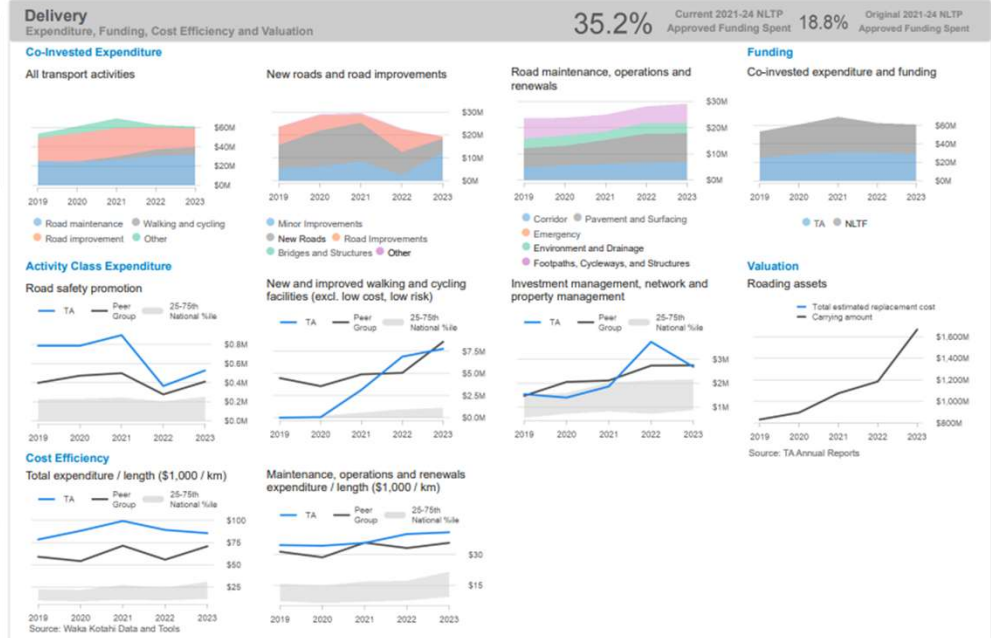 Delivery
Expenditure, Funding, Cost Efficiency and Valuation
35.2%
Current 2021-24 NLTP
Approved Funding Spent
18.8%
Original 2021-24 NLTP
Approved Funding Spent
Co-Invested Expenditure
All transport activities
$60M
$40M
$20M
$0M
2019 2020 2021 2022 2023
Road maintenance Walking and cycling
Road improvement Other
New roads and road improvements
$30M
$20M
$10M
$0M
2019 2020 2021 2022 2023
Minor Improvements
New Roads Road Improvements
Bridges and Structures Other
Road maintenance, operations and
renewals
$30M
$20M
$10M
$0M
2019 2020 2021 2022 2023
Corridor Pavement and Surfacing
Emergency
Environment and Drainage
Footpaths, Cycleways, and Structures
Funding
Co-invested expenditure and funding
$60M
$40M
$20M
$0M
2019 2020 2021 2022 2023
TA NLTF
Activity Class Expenditure
Road safety promotion
TA
Peer
Group
25-75th
National %ile
$0.8M
$0.6M
$0.4M
$0.2M
$0.0M
2019 2020 2021 2022 2023
New and improved walking and cycling
facilities (excl. low cost, low risk)
TA
Peer
Group
25-75th
National %ile
$7.5M
$5.0M
$2.5M
$0.0M
2019 2020 2021 2022 2023
Investment management, network and
property management
TA
Peer
Group
25-75th
National %ile
$3M
$2M
$1M
2019 2020 2021 2022 2023
Valuation
Roading assets
Total estimated replacement cost
Carrying amount
$1,600M
$1,400M
$1,200M
$1,000M
$800M
2019 2020 2021 2022 2023
Source: TA Annual Reports
Cost Efficiency
Total expenditure / length ($1,000 / km)
TA
Peer
Group
25-75th
National %ile
$100
$75
$50
$25
2019 2020 2021 2022 2023
Source: Waka Kotahi Data and Tools
Maintenance, operations and renewals
expenditure / length ($1,000 / km)
TA
Peer
Group
25-75th
National %ile
$30
$15
2019 2020 2021 2022 2023